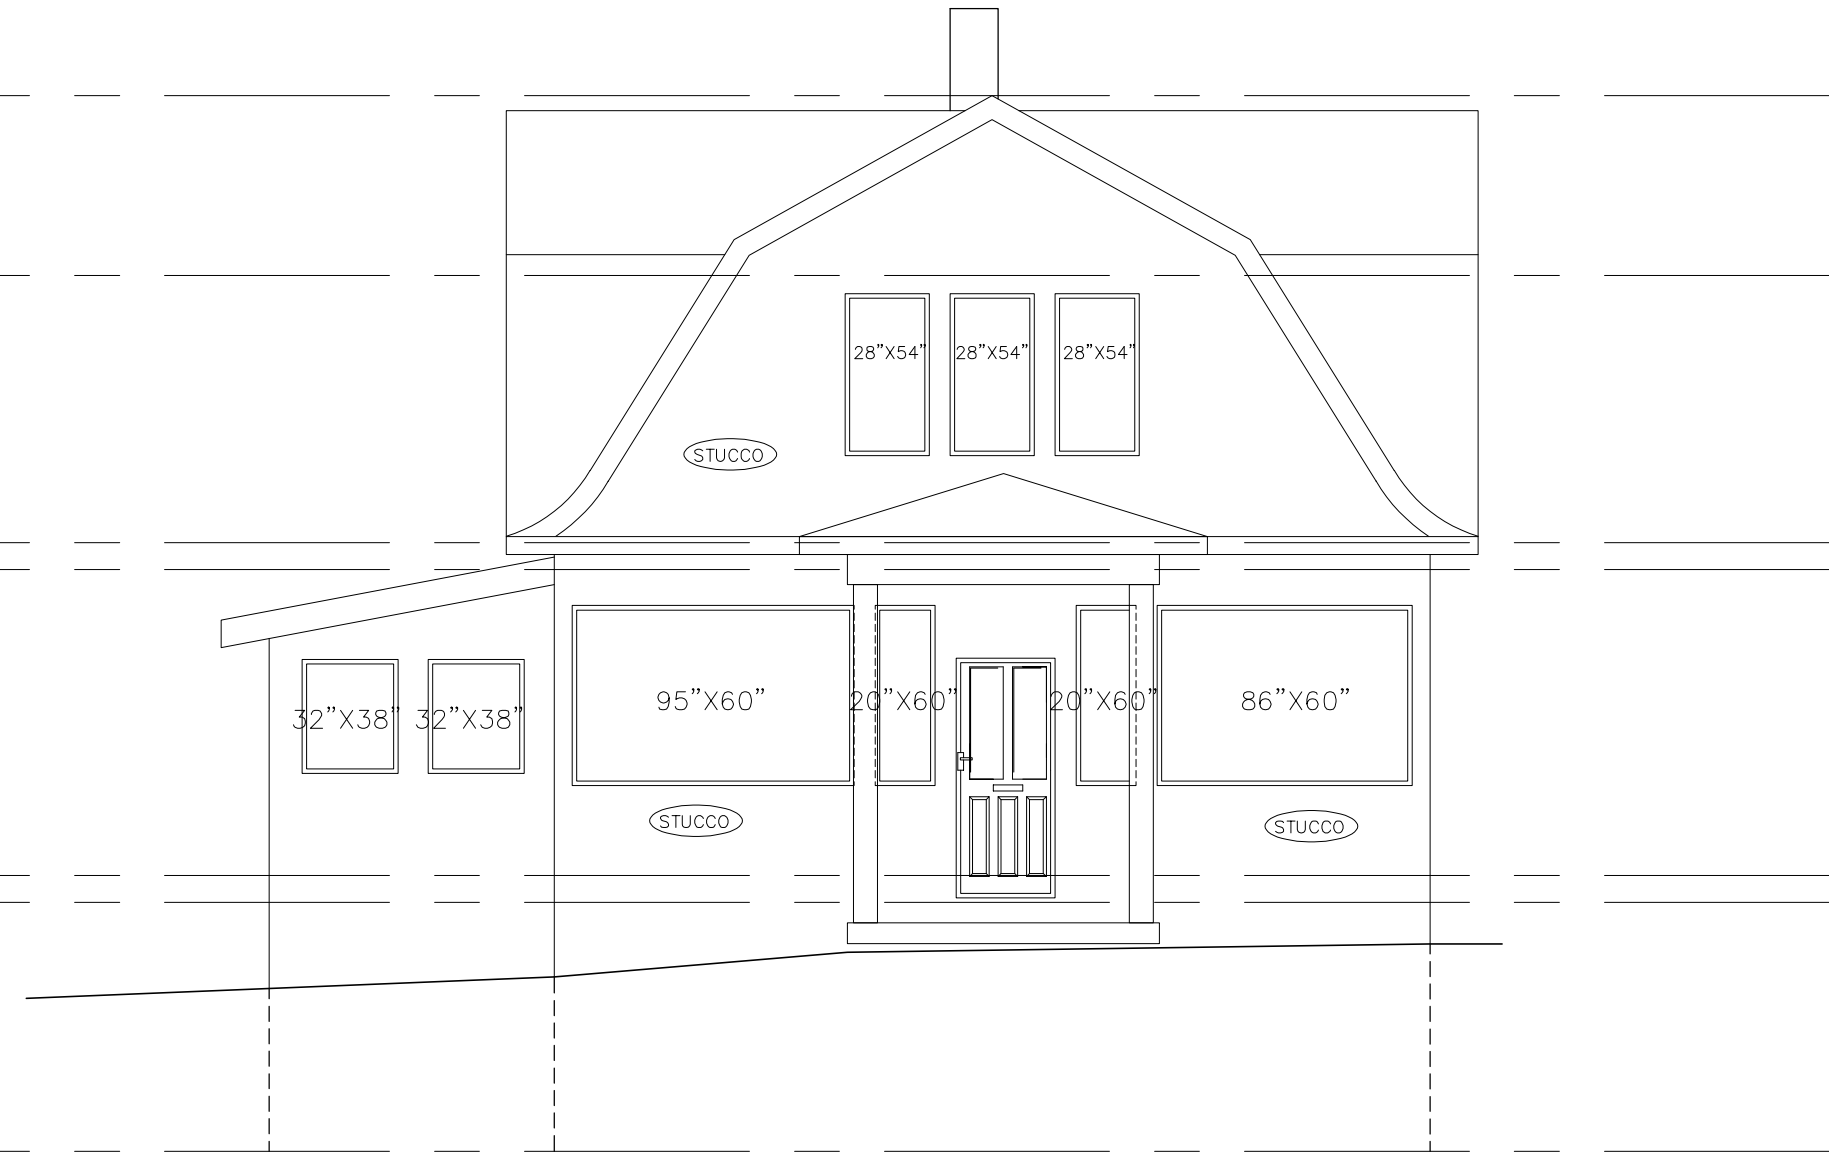 28”X54” 28”X54” 28”X54”
STUCCO
32”X38” 32”X38” 95”X60” 20”X60” 20”X60” 86”X60”
STUCCO STUCCO